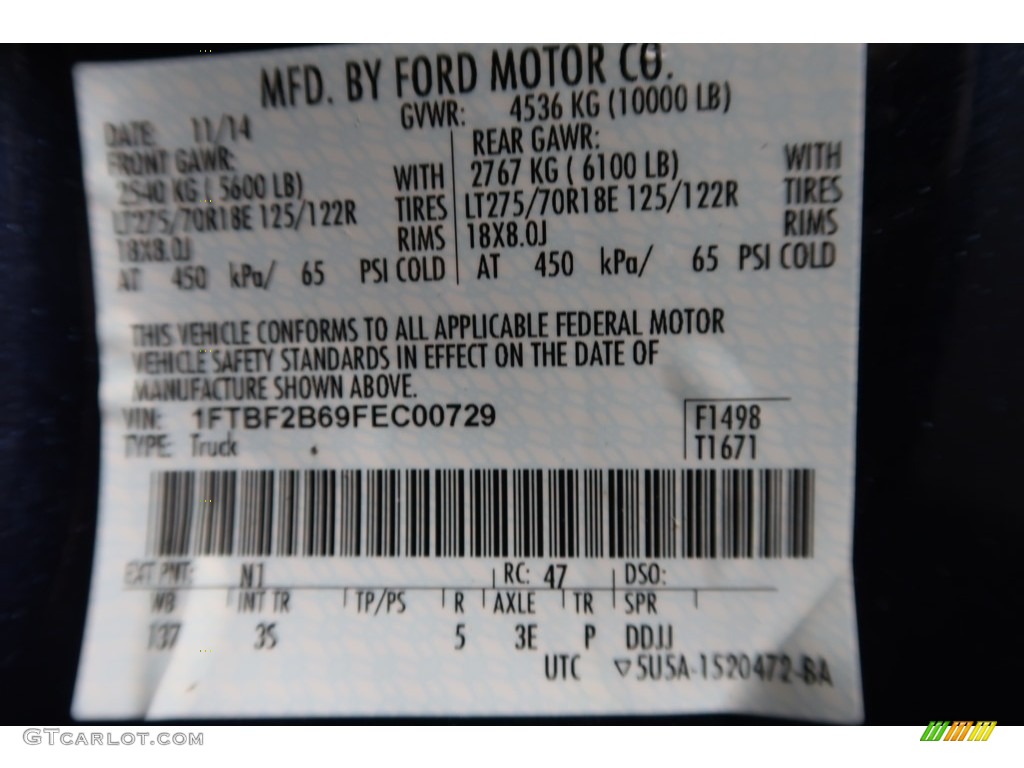 MFD. BY FORD MOTOR CO.
DATE: 11/14 GVWR: 4536 KG (10000 LB)
FRONT GAWR: REAR GAWR:
2540 KG ( 5600 LB) WITH 2767 KG ( 6100 LB) WITH
LT275/70R18E 125/122R TIRES LT275/70R18E 125/122R TIRES
18X8.0J RIMS 18X8.0J RIMS
AT 450 kPa/ 65 PSI COLD AT 450 kPa/ 65 PSI COLD
THIS VEHICLE CONFORMS TO ALL APPLICABLE FEDERAL MOTOR
VEHICLE SAFETY STANDARDS IN EFFECT ON THE DATE OF
MANUFACTURE SHOWN ABOVE.
VIN: 1FTBF2B69FEC00729 F1498
TYPE: Truck T1671
EXT PNT: N1 RC: 47 DSO:
WB INT TR TP/PS R AXLE TR SPR
137 3S 5 3E P DDJJ
UTC ▽5U5A-1520472-BA
GTCarLot.com